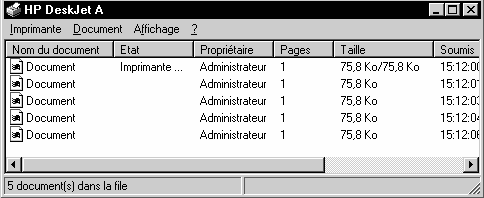 HP DeskJet A
Imprimante Document Affichage ?
Nom du document Etat Propriétaire Pages Taille Soumis
Document Imprimante ... Administrateur 1 75,8 Ko/75,8 Ko 15:12:00
Document Administrateur 1 75,8 Ko 15:12:01
Document Administrateur 1 75,8 Ko 15:12:03
Document Administrateur 1 75,8 Ko 15:12:04
Document Administrateur 1 75,8 Ko 15:12:06
5 document(s) dans la file